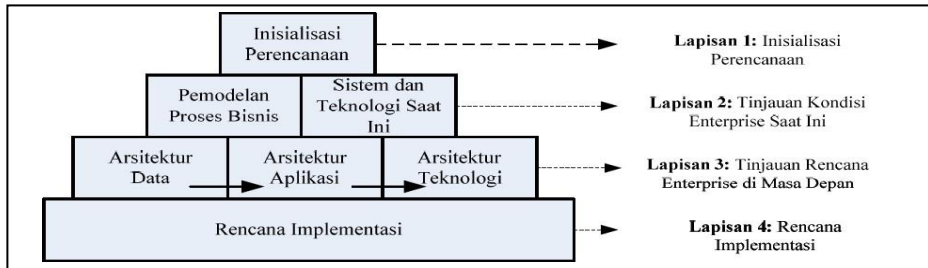 Inisialisasi
Perencanaan
Lapisan 1: Inisialisasi
Perencanaan
Pemodelan
Proses Bisnis
Sistem dan
Teknologi Saat
Ini
Lapisan 2: Tinjauan Kondisi
Enterprise Saat Ini
Arsitektur
Data
Arsitektur
Aplikasi
Arsitektur
Teknologi
Lapisan 3: Tinjauan Rencana
Enterprise di Masa Depan
Rencana Implementasi
Lapisan 4: Rencana
Implementasi